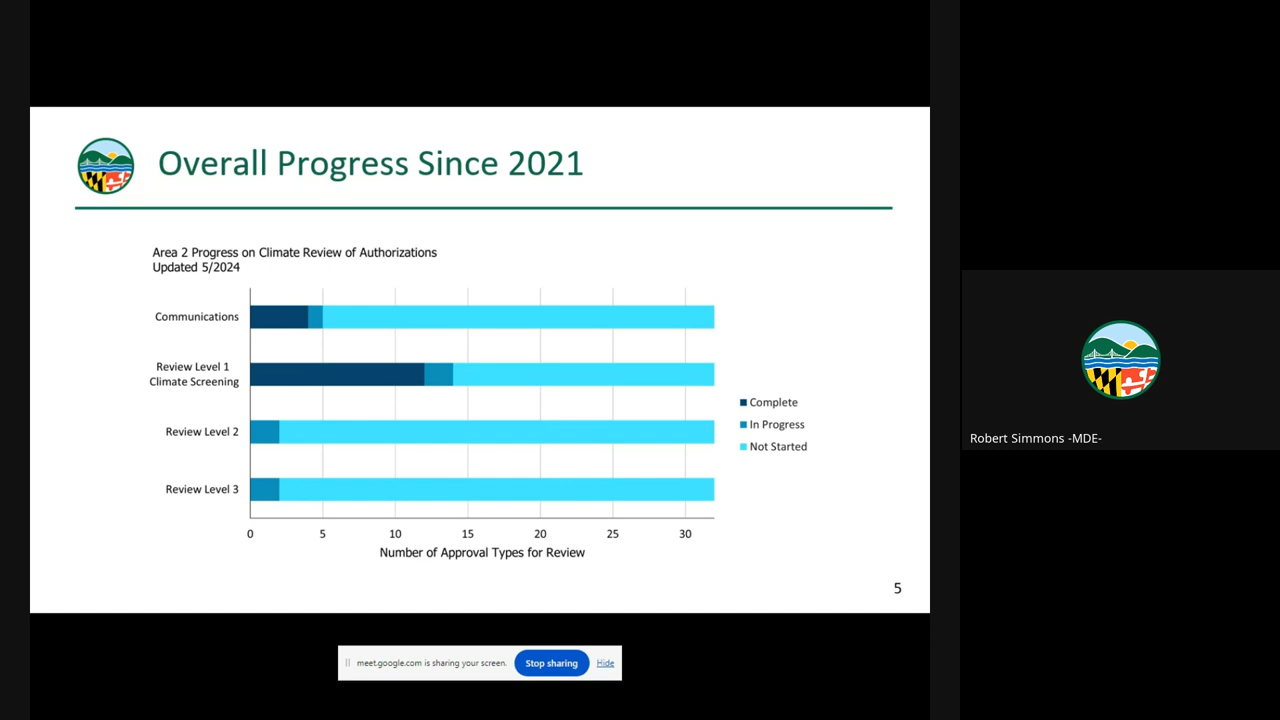 Overall Progress Since 2021
Area 2 Progress on Climate Review of Authorizations
Updated 5/2024
Communications
Review Level 1
Climate Screening
Review Level 2
Review Level 3
0 5 10 15 20 25 30
Number of Approval Types for Review
Complete
In Progress
Not Started
5
meet.google.com is sharing your screen. Stop sharing Hide
Robert Simmons -MDE-